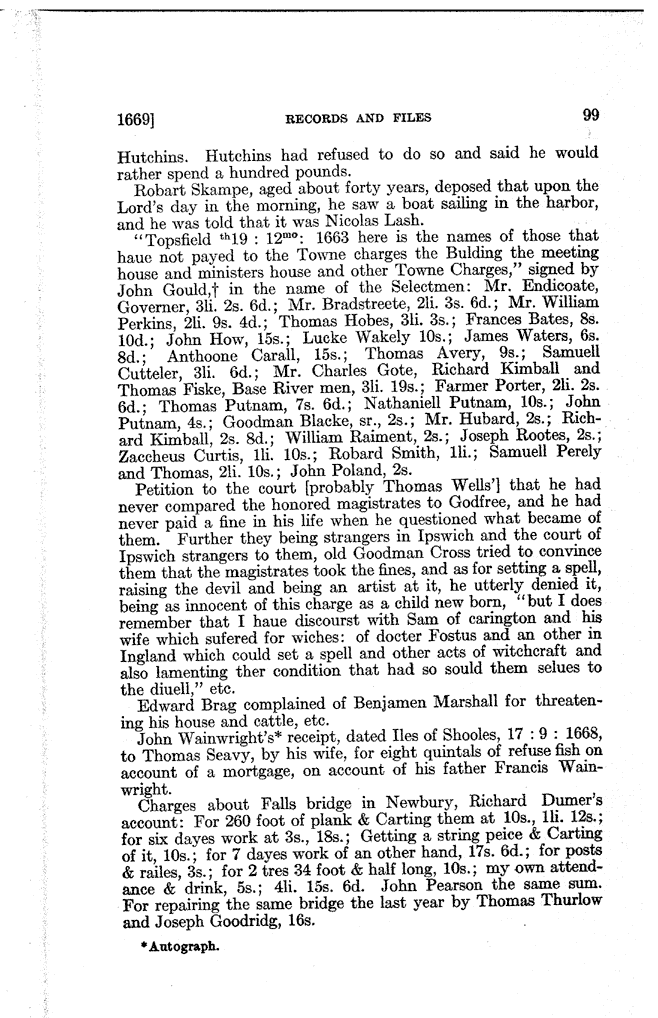 1669] RECORDS AND FILES 99
Hutchins. Hutchins had refused to do so and said he would
rather spend a hundred pounds.
Robart Skampe, aged about forty years, deposed that upon the
Lord's day in the morning, he saw a boat sailing in the harbor,
and he was told that it was Nicolas Lash.
"Topsfield th19 : 12mo: 1663 here is the names of those that
haue not payed to the Towne charges the Bulding the meeting
house and ministers house and other Towne Charges," signed by
John Gould,† in the name of the Selectmen: Mr. Endicoate,
Governer, 3li. 2s. 6d.; Mr. Bradstreete, 2li. 3s. 6d.; Mr. William
Perkins, 2li. 9s. 4d.; Thomas Hobes, 3li. 3s.; Frances Bates, 8s.
10d.; John How, 15s.; Lucke Wakely 10s.; James Waters, 6s.
8d.; Anthoone Carall, 15s.; Thomas Avery, 9s.; Samuell
Cutteler, 3li. 6d.; Mr. Charles Gote, Richard Kimball and
Thomas Fiske, Base River men, 3li. 19s.; Farmer Porter, 2li. 2s.
6d.; Thomas Putnam, 7s. 6d.; Nathaniell Putnam, 10s.; John
Putnam, 4s.; Goodman Blacke, sr., 2s.; Mr. Hubard, 2s.; Rich-
ard Kimball, 2s. 8d.; William Raiment, 2s.; Joseph Rootes, 2s.;
Zaccheus Curtis, 1li. 10s.; Robard Smith, 1li.; Samuell Perely
and Thomas, 2li. 10s.; John Poland, 2s.
Petition to the court [probably Thomas Wells'] that he had
never compared the honored magistrates to Godfree, and he had
never paid a fine in his life when he questioned what became of
them. Further they being strangers in Ipswich and the court of
Ipswich strangers to them, old Goodman Cross tried to convince
them that the magistrates took the fines, and as for setting a spell,
raising the devil and being an artist at it, he utterly denied it,
being as innocent of this charge as a child new born, "but I does
remember that I haue discourst with Sam of carington and his
wife which sufered for wiches: of docter Fostus and an other in
Ingland which could set a spell and other acts of witchcraft and
also lamenting ther condition that had so sould them selues to
the diuell," etc.
Edward Brag complained of Benjamen Marshall for threaten-
ing his house and cattle, etc.
John Wainwright's* receipt, dated Iles of Shooles, 17 : 9 : 1668,
to Thomas Seavy, by his wife, for eight quintals of refuse fish on
account of a mortgage, on account of his father Francis Wain-
wright.
Charges about Falls bridge in Newbury, Richard Dumer's
account: For 260 foot of plank & Carting them at 10s., 1li. 12s.;
for six dayes work at 3s., 18s.; Getting a string peice & Carting
of it, 10s.; for 7 dayes work of an other hand, 17s. 6d.; for posts
& railes, 3s.; for 2 tres 34 foot & half long, 10s.; my own attend-
ance & drink, 5s.; 4li. 15s. 6d. John Pearson the same sum.
For repairing the same bridge the last year by Thomas Thurlow
and Joseph Goodridg, 16s.
*Autograph.